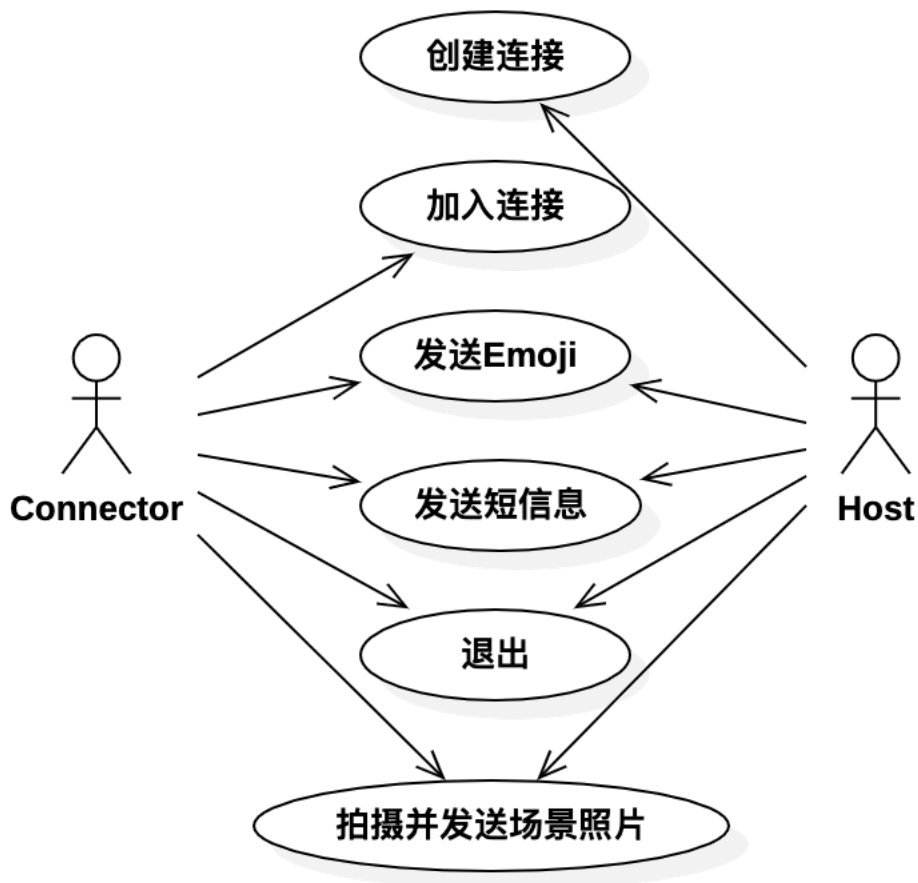 创建连接
加入连接
发送Emoji
发送短信息
Connector
Host
退出
拍摄并发送场景照片